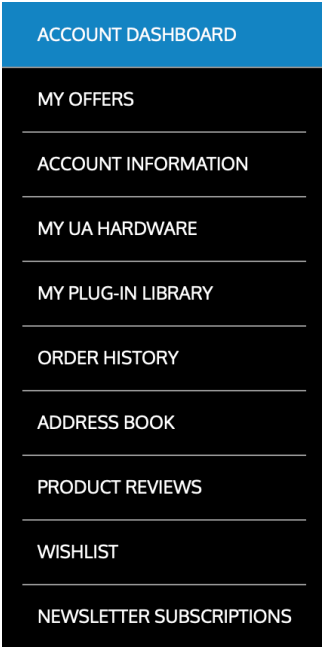 ACCOUNT DASHBOARD
MY OFFERS
ACCOUNT INFORMATION
MY UA HARDWARE
MY PLUG-IN LIBRARY
ORDER HISTORY
ADDRESS BOOK
PRODUCT REVIEWS
WISHLIST
NEWSLETTER SUBSCRIPTIONS